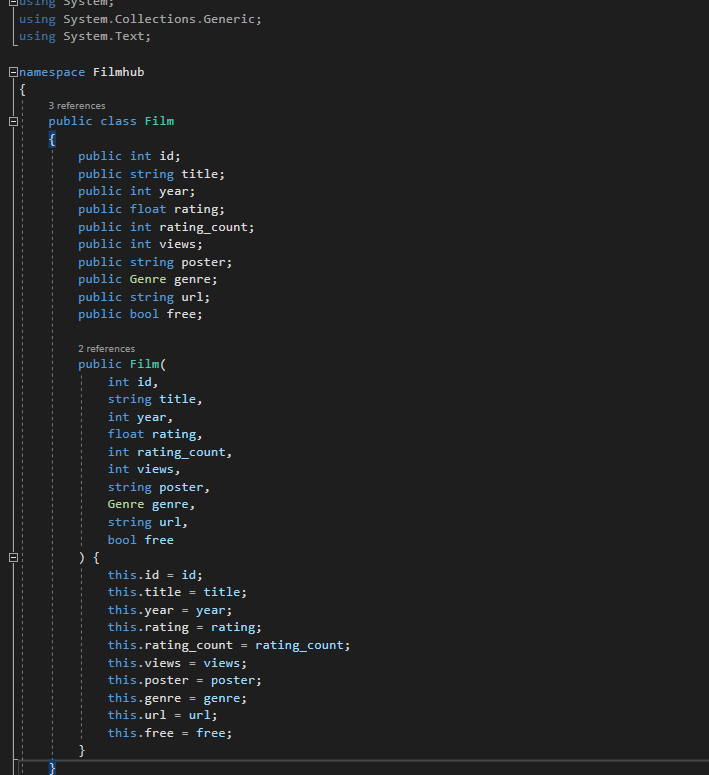 using System;
using System.Collections.Generic;
using System.Text;
namespace Filmhub
{
3 references
public class Film
{
public int id;
public string title;
public int year;
public float rating;
public int rating_count;
public int views;
public string poster;
public Genre genre;
public string url;
public bool free;
2 references
public Film(
int id,
string title,
int year,
float rating,
int rating_count,
int views,
string poster,
Genre genre,
string url,
bool free
) {
this.id = id;
this.title = title;
this.year = year;
this.rating = rating;
this.rating_count = rating_count;
this.views = views;
this.poster = poster;
this.genre = genre;
this.url = url;
this.free = free;
}
}